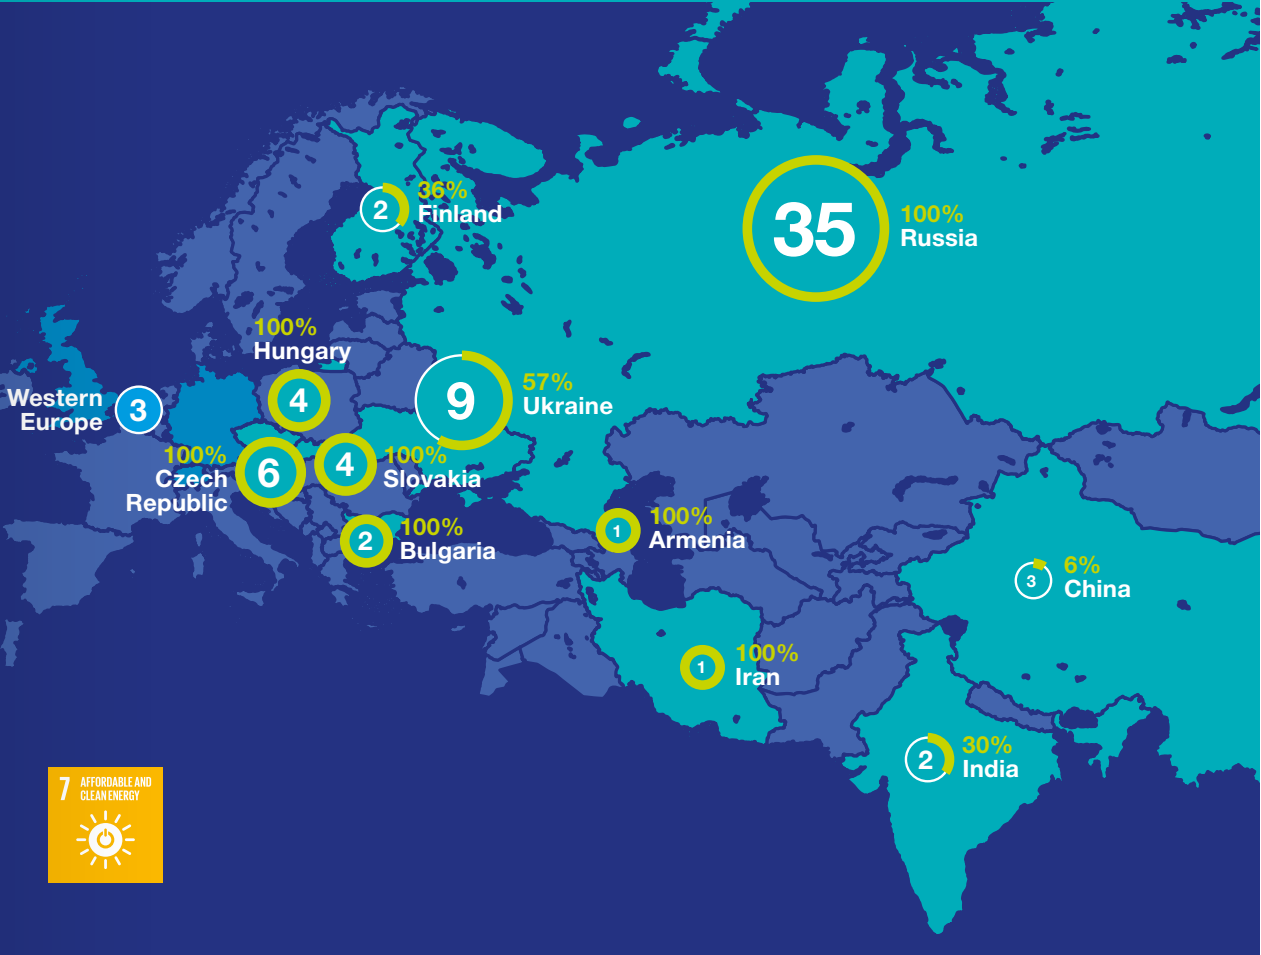 36%
2
Finland
35
100%
Russia
100%
Hungary
4
Western
Europe
3
9
57%
Ukraine
100%
Czech
Republic
6
4
100%
Slovakia
2
100%
Bulgaria
1
100%
Armenia
3
6%
China
1
100%
Iran
2
30%
India
7 AFFORDABLE AND
CLEAN ENERGY